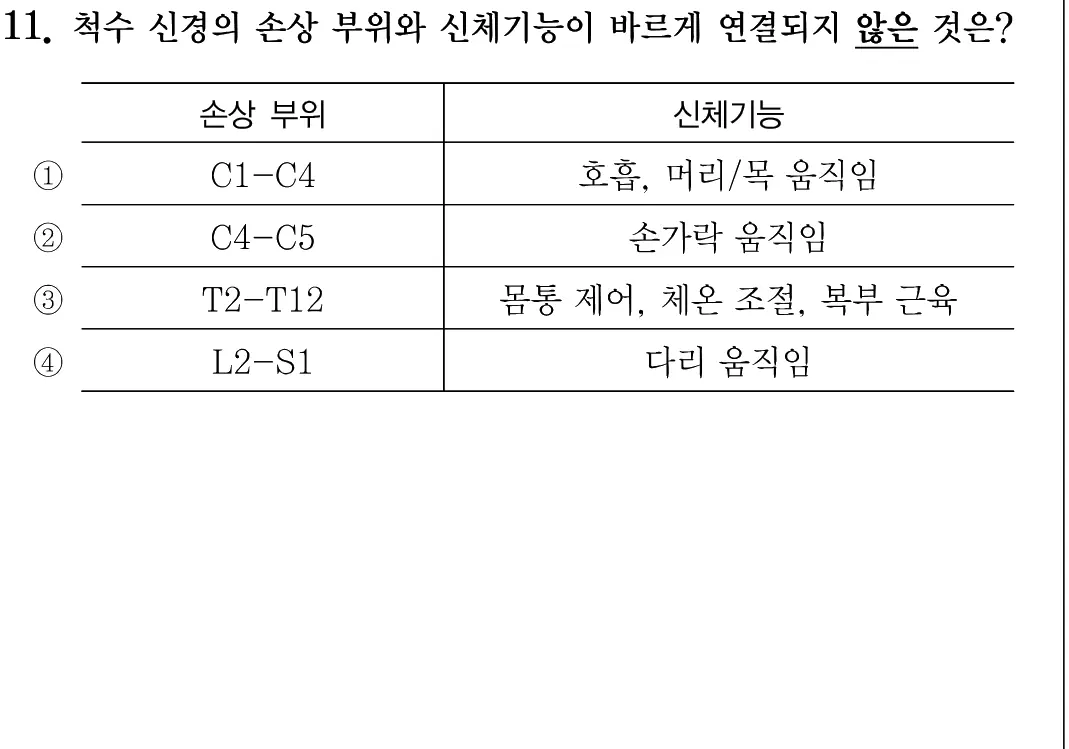 11. 척수 신경의 손상 부위와 신체기능이 바르게 연결되지 않은 것은?
손상 부위 신체기능
① C1-C4 호흡, 머리/목 움직임
② C4-C5 손가락 움직임
③ T2-T12 몸통 제어, 체온 조절, 복부 근육
④ L2-S1 다리 움직임